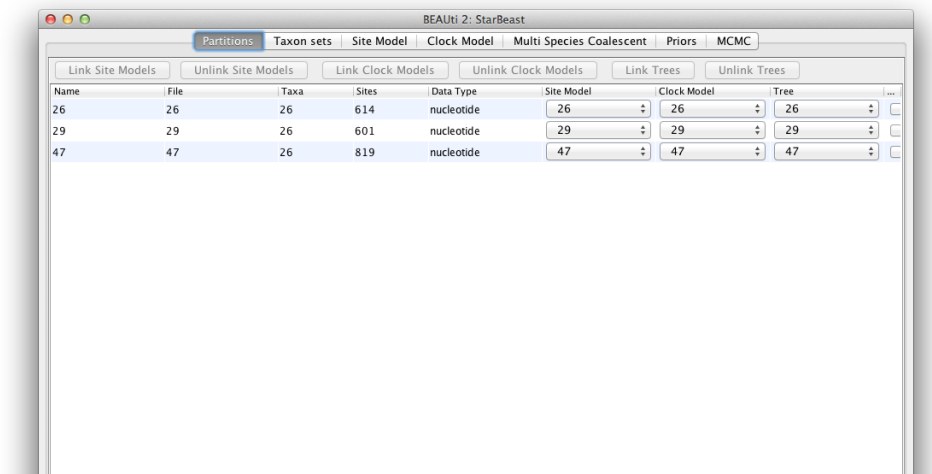 BEAUti 2: StarBeast
Partitions Taxon sets Site Model Clock Model Multi Species Coalescent Priors MCMC
Link Site Models Unlink Site Models Link Clock Models Unlink Clock Models Link Trees Unlink Trees
Name File Taxa Sites Data Type Site Model Clock Model Tree ...
26 26 26 614 nucleotide 26 26 26
29 29 26 601 nucleotide 29 29 29
47 47 26 819 nucleotide 47 47 47